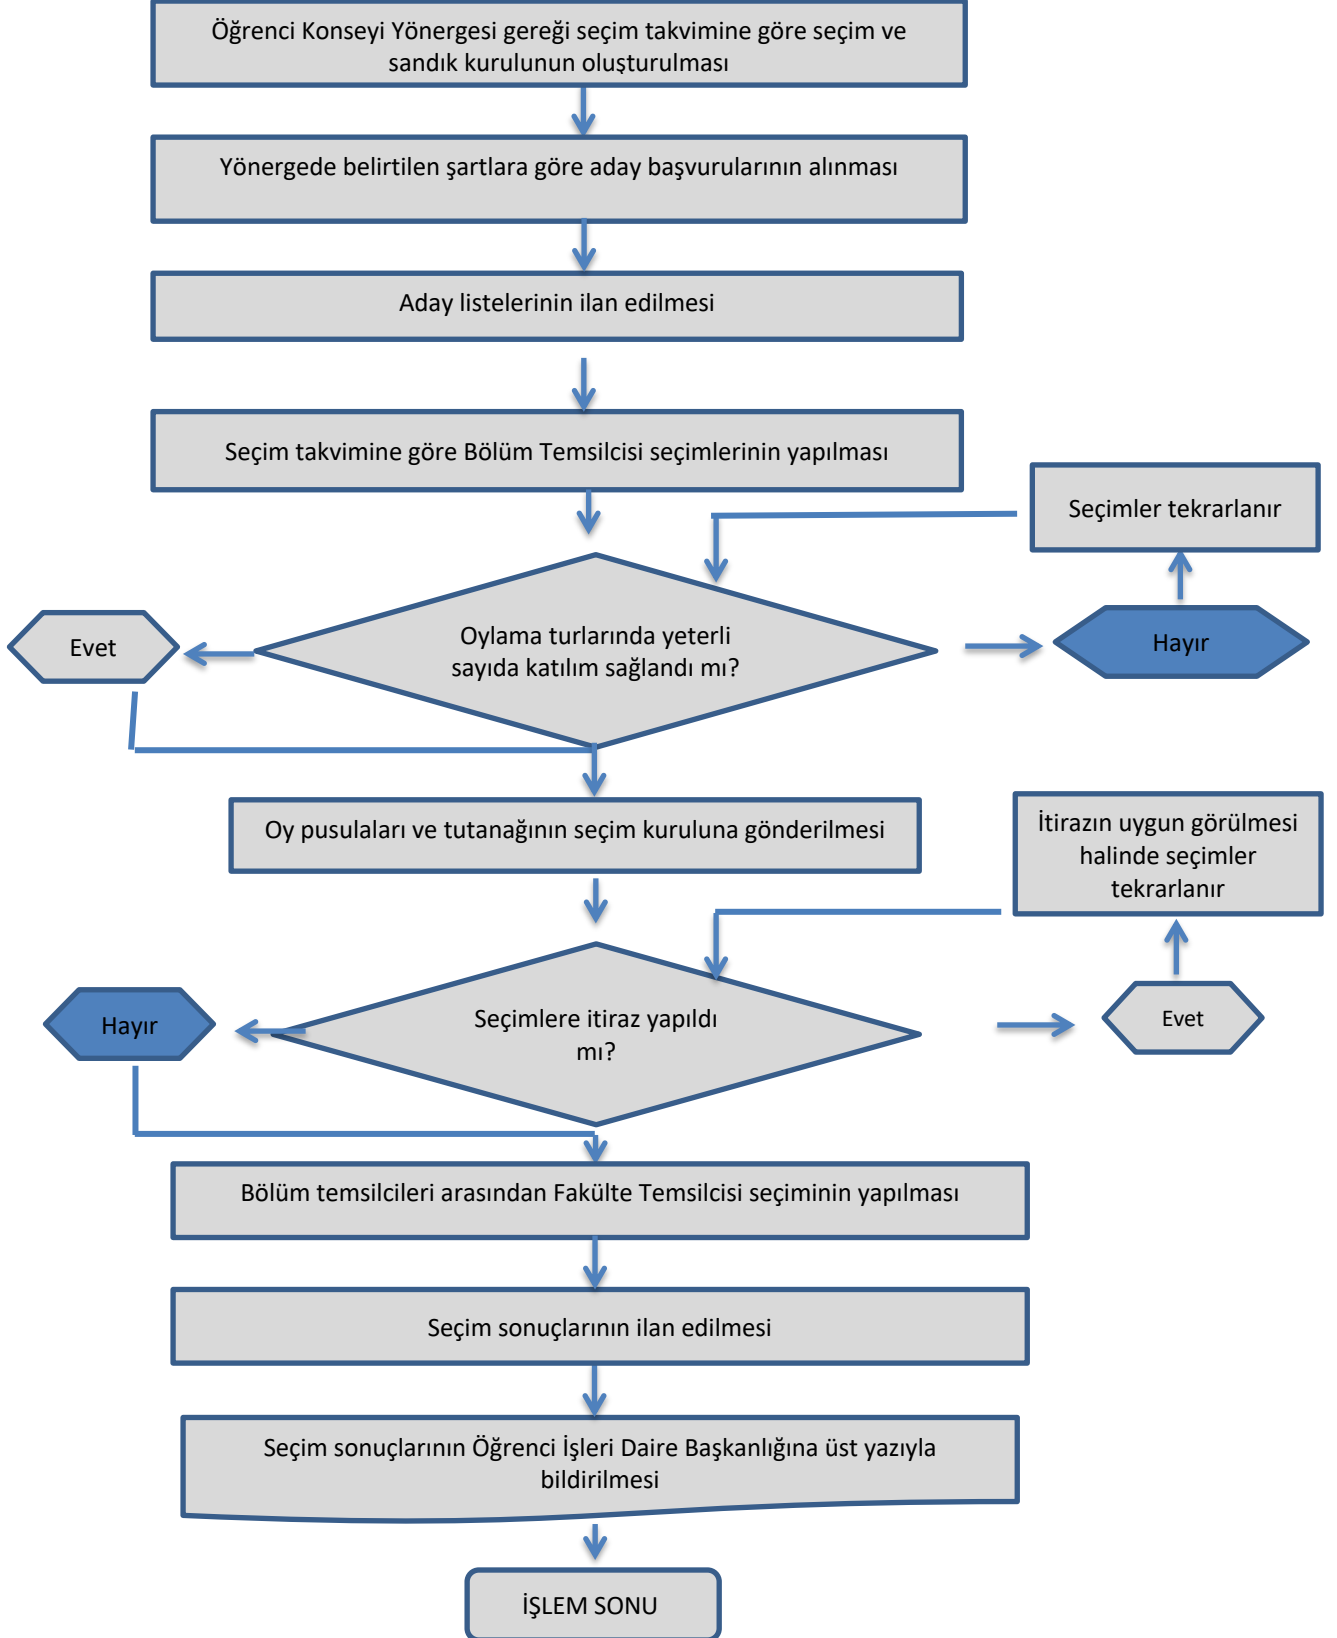 Öğrenci Konseyi Yönergesi gereği seçim takvimine göre seçim ve
sandık kurulunun oluşturulması
Yönergede belirtilen şartlara göre aday başvurularının alınması
Aday listelerinin ilan edilmesi
Seçim takvimine göre Bölüm Temsilcisi seçimlerinin yapılması
Seçimler tekrarlanır
Evet
Oylama turlarında yeterli
sayıda katılım sağlandı mı?
Hayır
Oy pusulaları ve tutanağının seçim kuruluna gönderilmesi
İtirazın uygun görülmesi
halinde seçimler
tekrarlanır
Hayır
Seçimlere itiraz yapıldı
mı?
Evet
Bölüm temsilcileri arasından Fakülte Temsilcisi seçiminin yapılması
Seçim sonuçlarının ilan edilmesi
Seçim sonuçlarının Öğrenci İşleri Daire Başkanlığına üst yazıyla
bildirilmesi
İŞLEM SONU